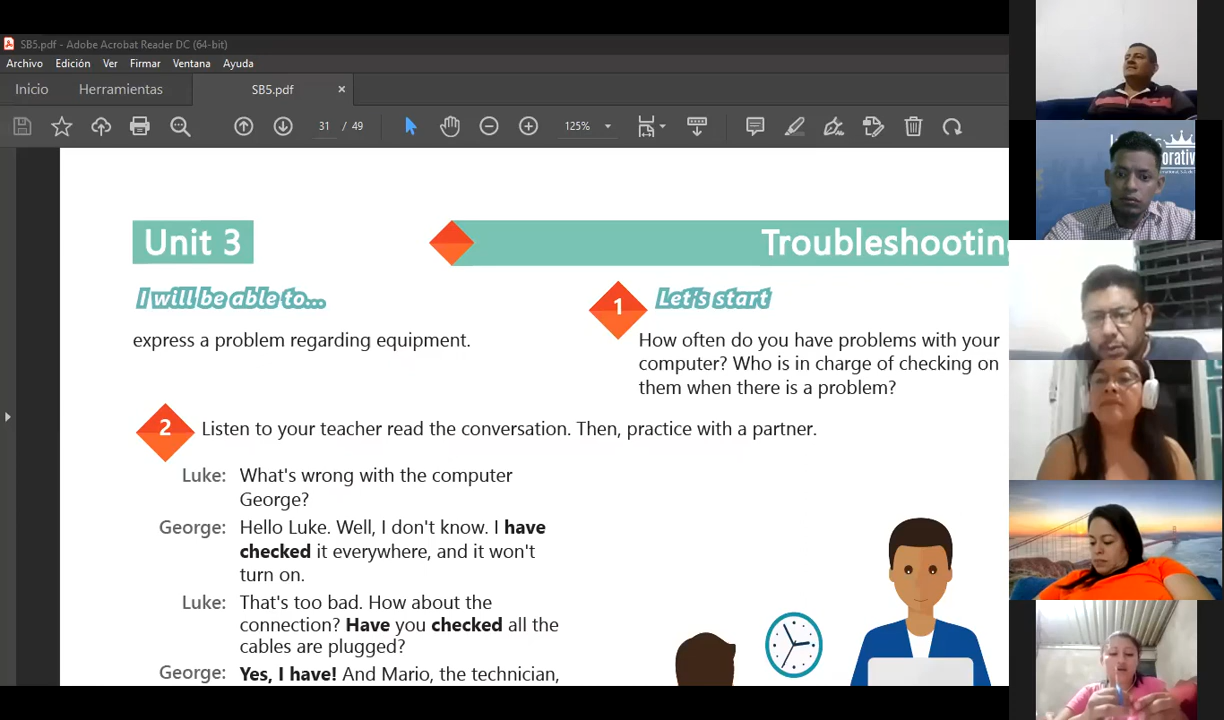 SB5.pdf - Adobe Acrobat Reader DC (64-bit)
Archivo Edición Ver Firmar Ventana Ayuda
Inicio Herramientas SB5.pdf ×
31 / 49 125%
Unit 3
Troubleshootin
I will be able to...
express a problem regarding equipment.
1 Let's start
How often do you have problems with your
computer? Who is in charge of checking on
them when there is a problem?
2 Listen to your teacher read the conversation. Then, practice with a partner.
Luke: What's wrong with the computer
George?
George: Hello Luke. Well, I don't know. I have
checked it everywhere, and it won't
turn on.
Luke: That's too bad. How about the
connection? Have you checked all the
cables are plugged?
George: Yes, I have! And Mario, the technician,